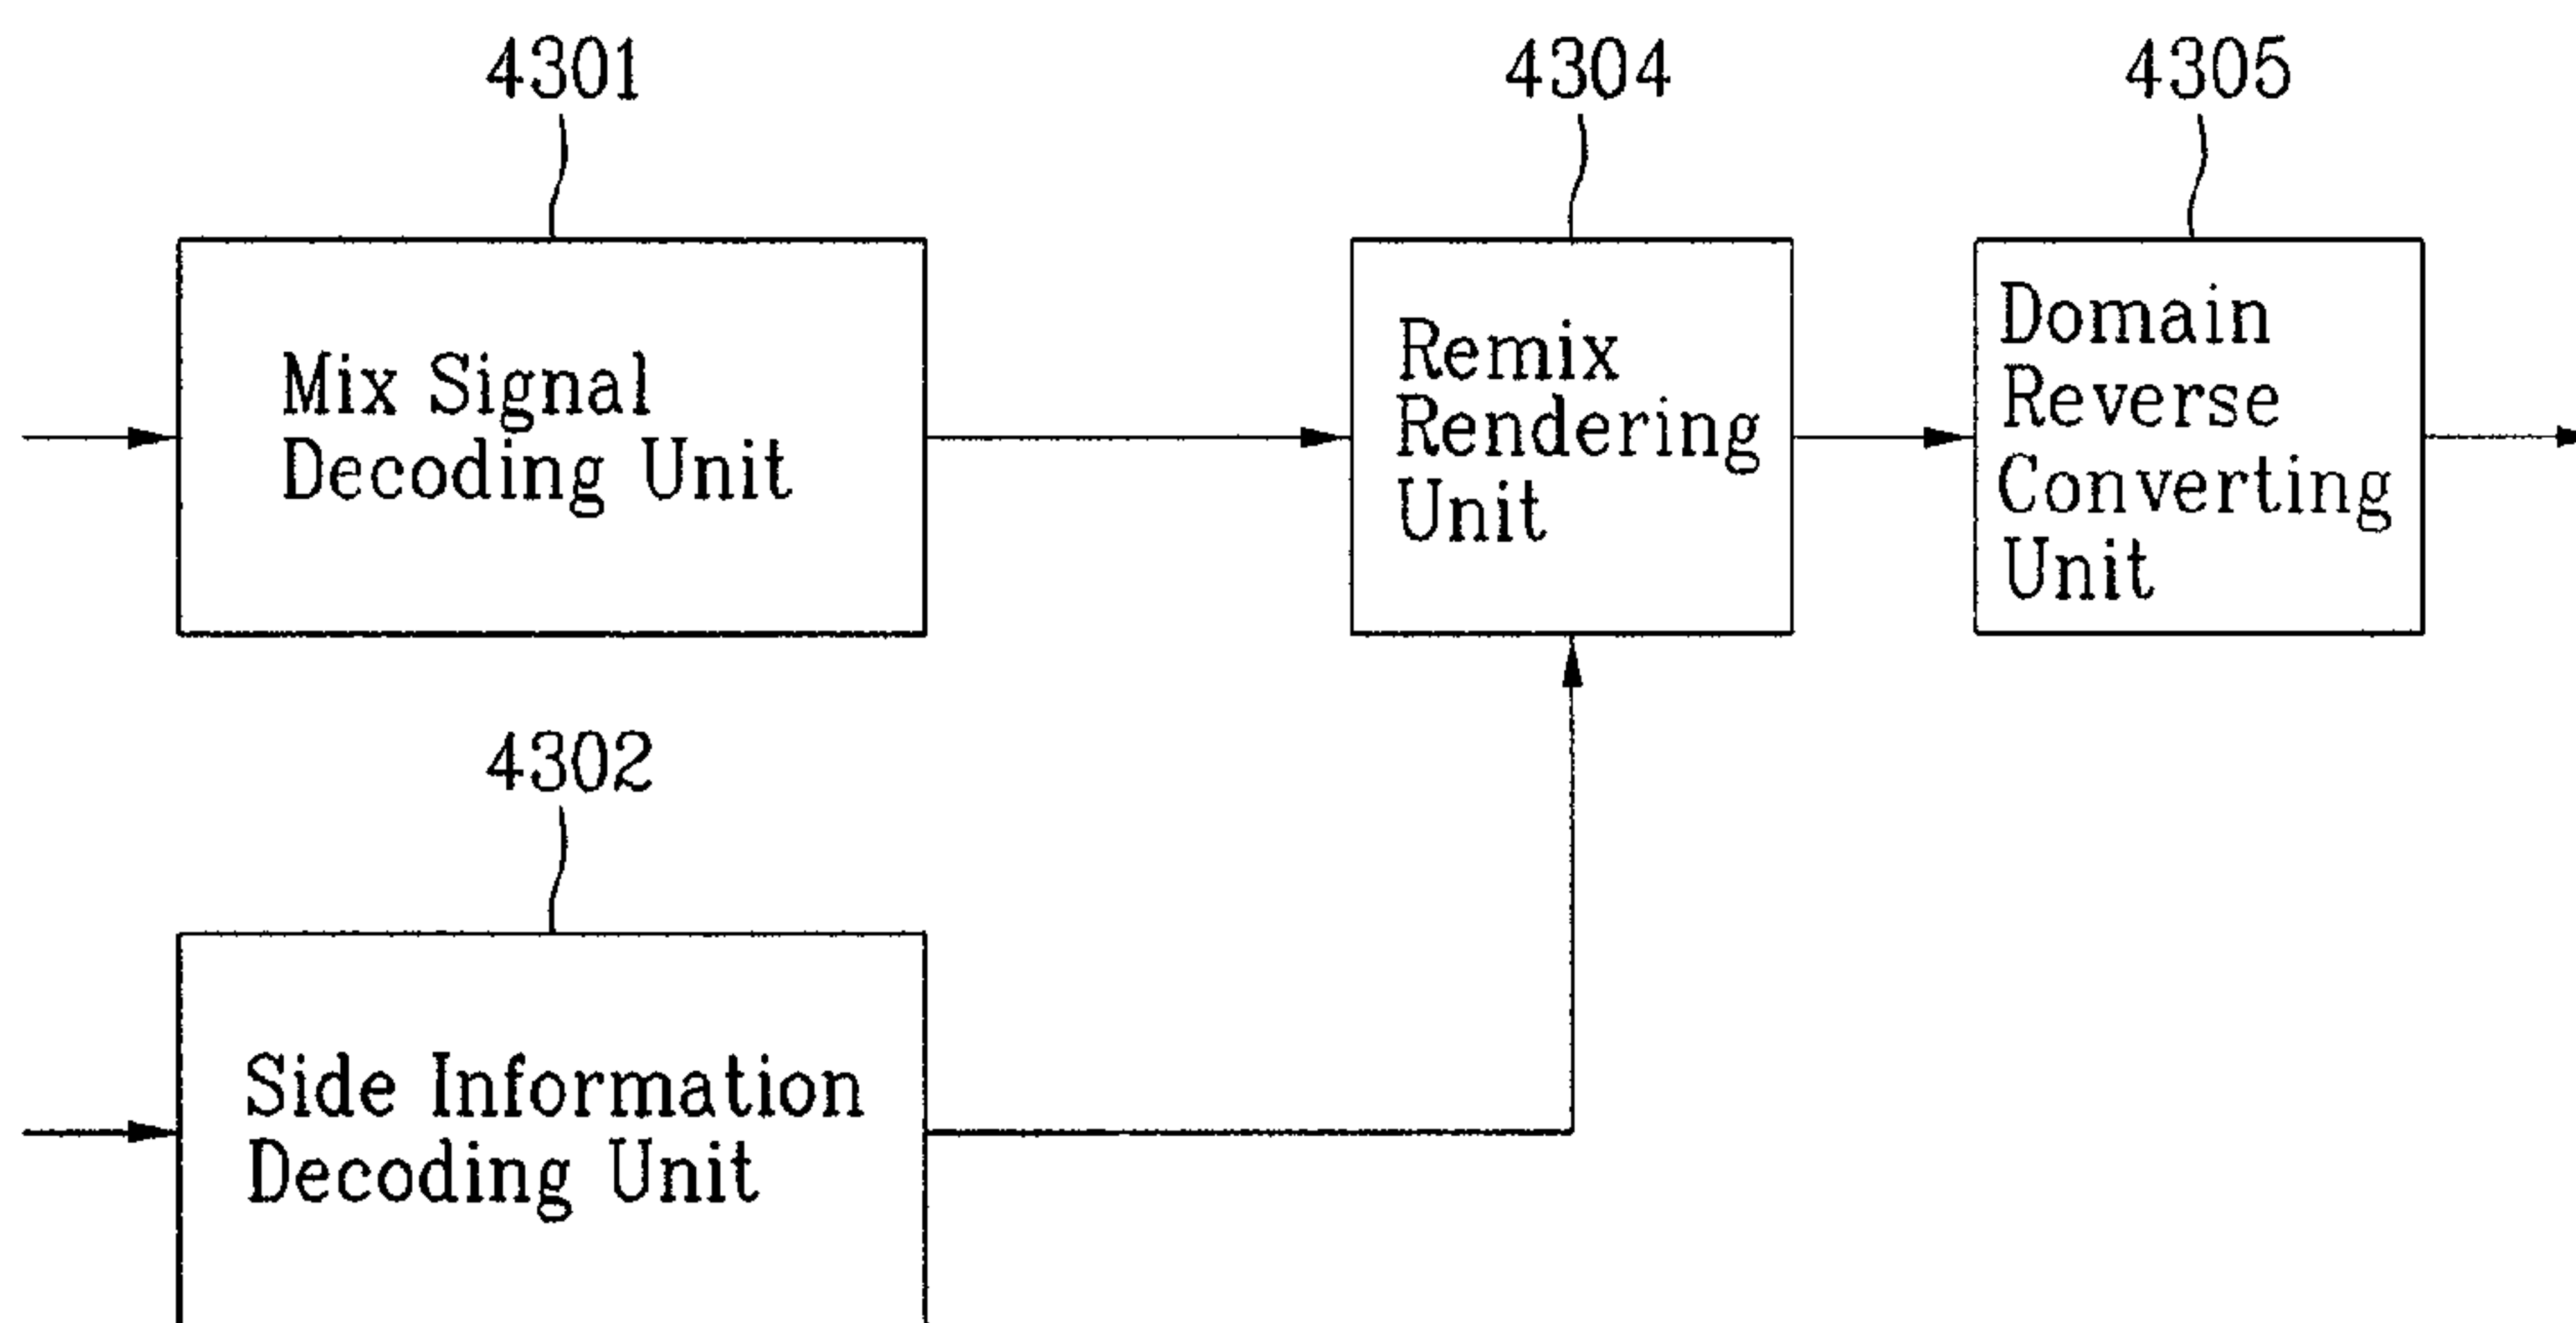 4301
4304
4305
Mix Signal
Decoding Unit
Remix
Rendering
Unit
Domain
Reverse
Converting
Unit
4302
Side Information
Decoding Unit